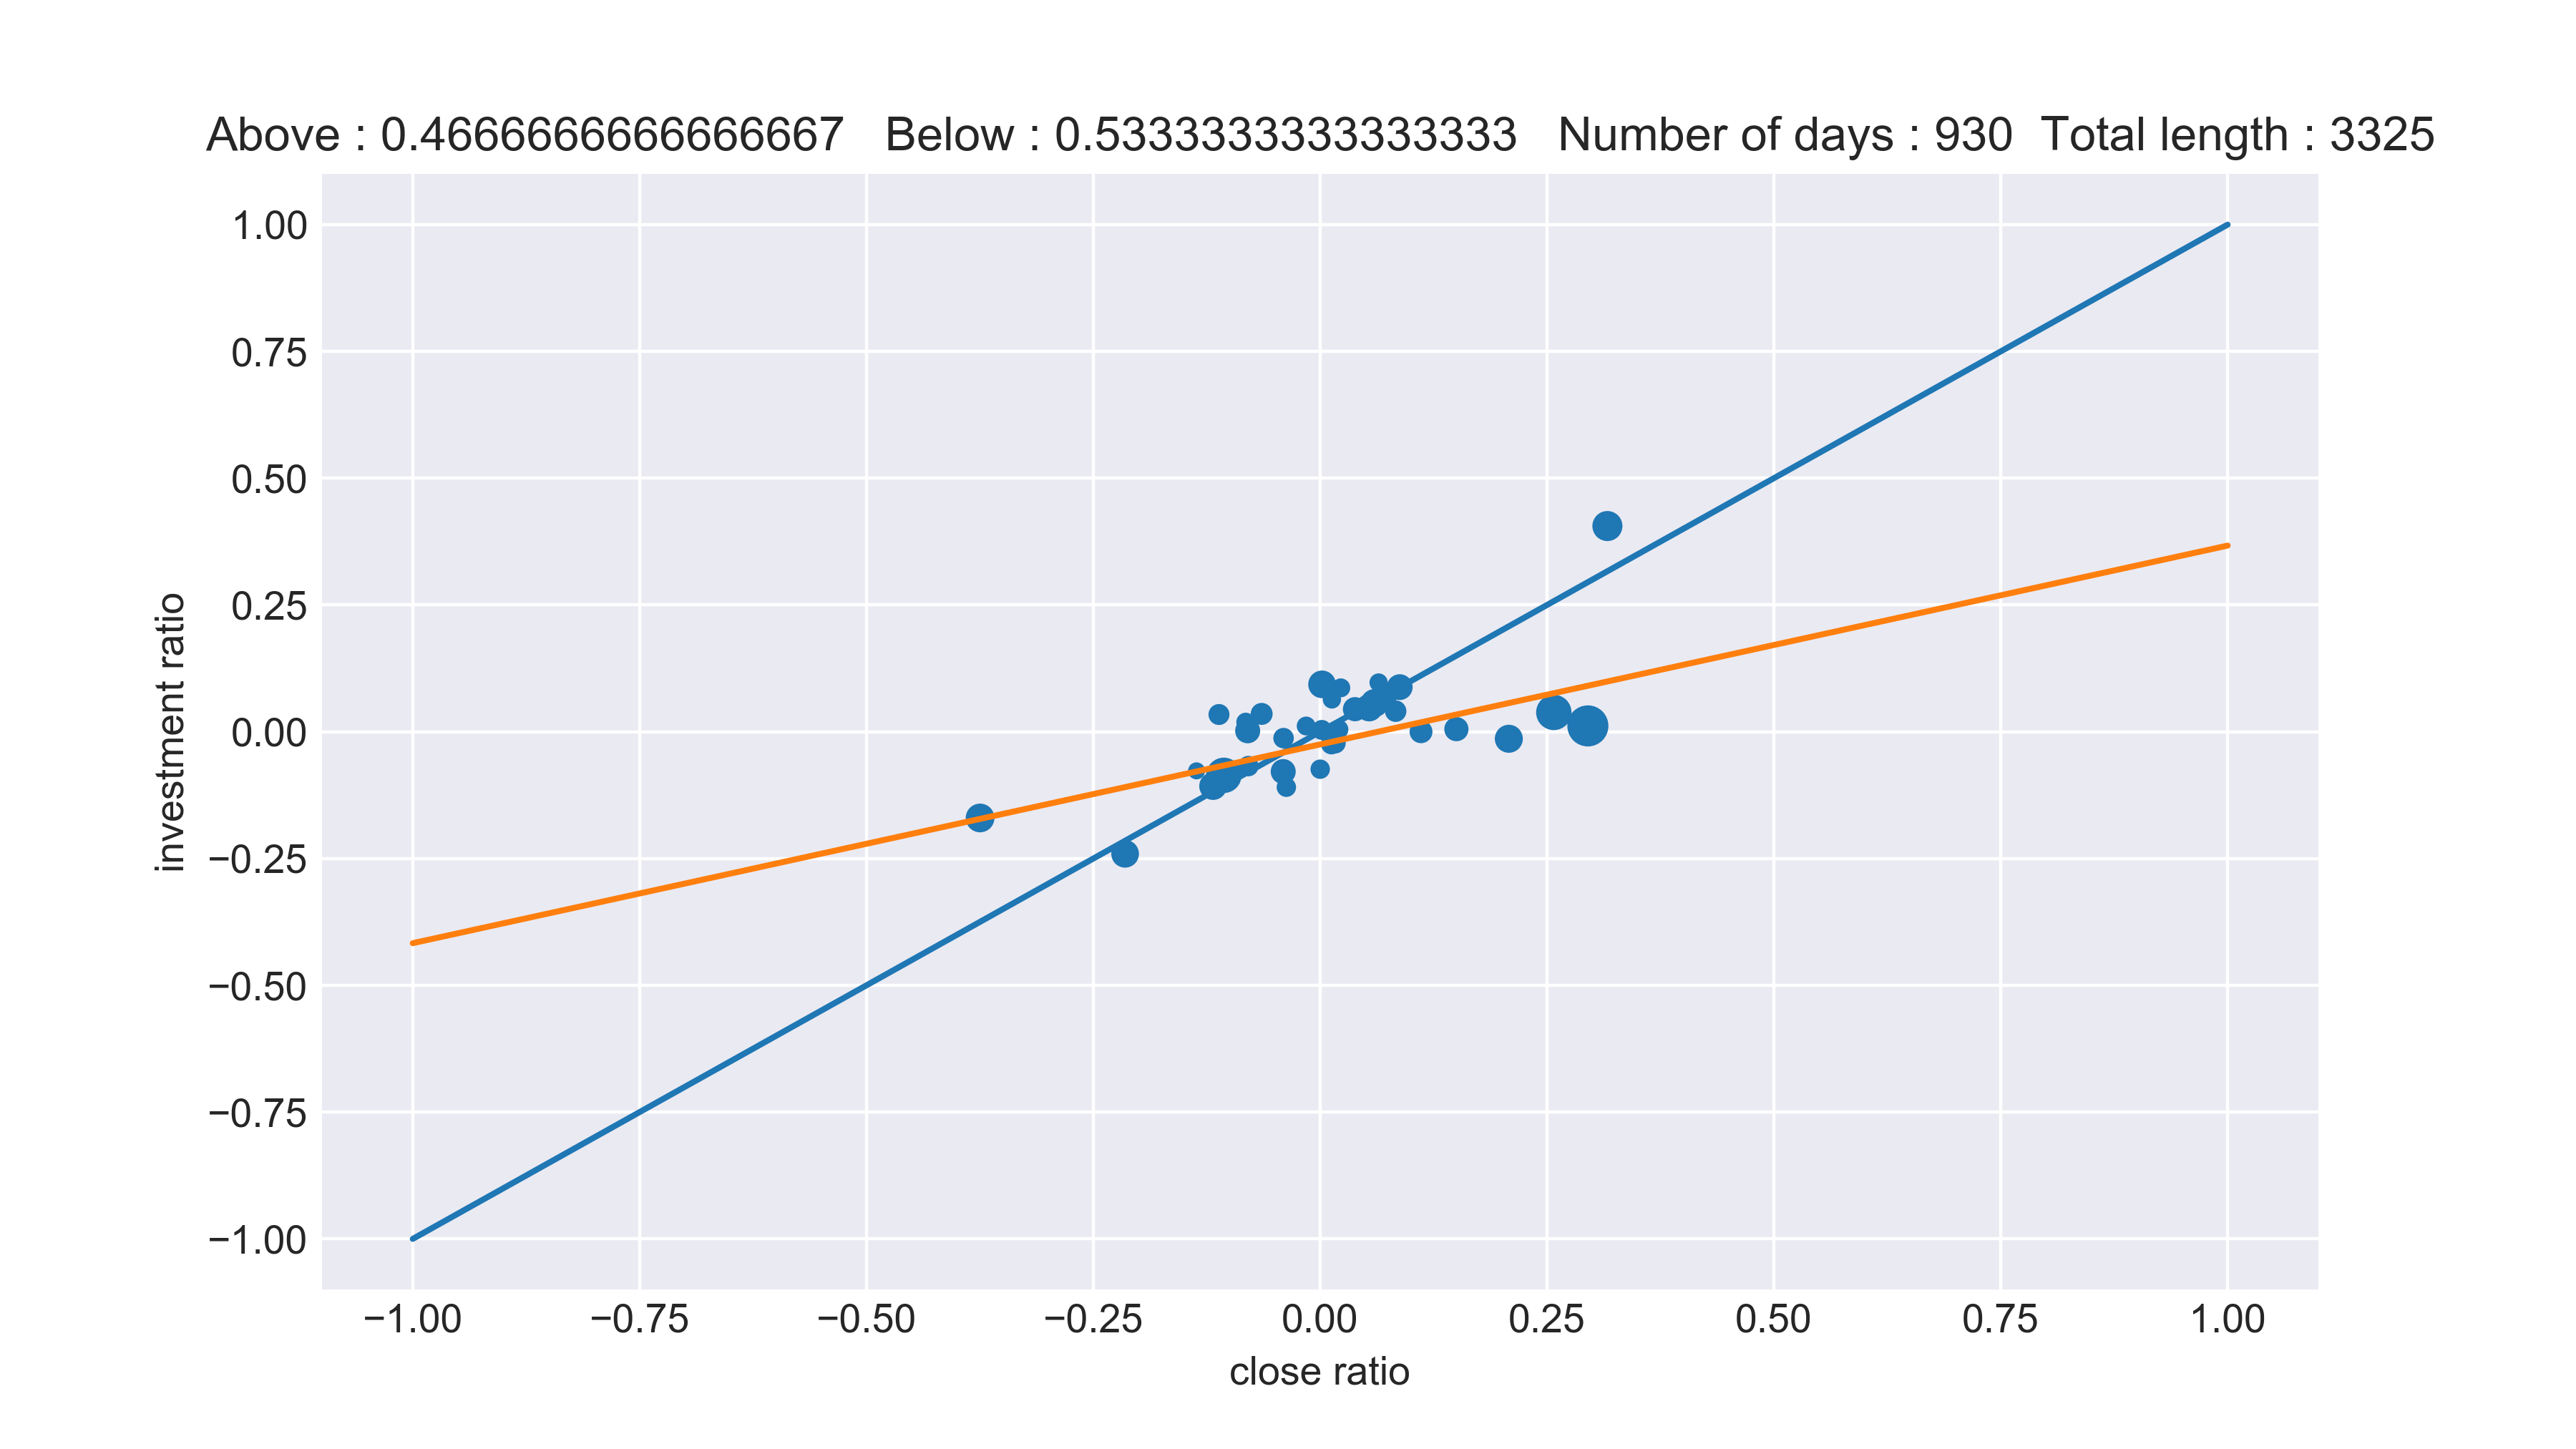 Above : 0.4666666666666667   Below : 0.5333333333333333   Number of days : 930  Total length : 3325
1.00
0.75
0.50
0.25
0.00
−0.25
−0.50
−0.75
−1.00
investment ratio
−1.00 −0.75 −0.50 −0.25 0.00 0.25 0.50 0.75 1.00
close ratio